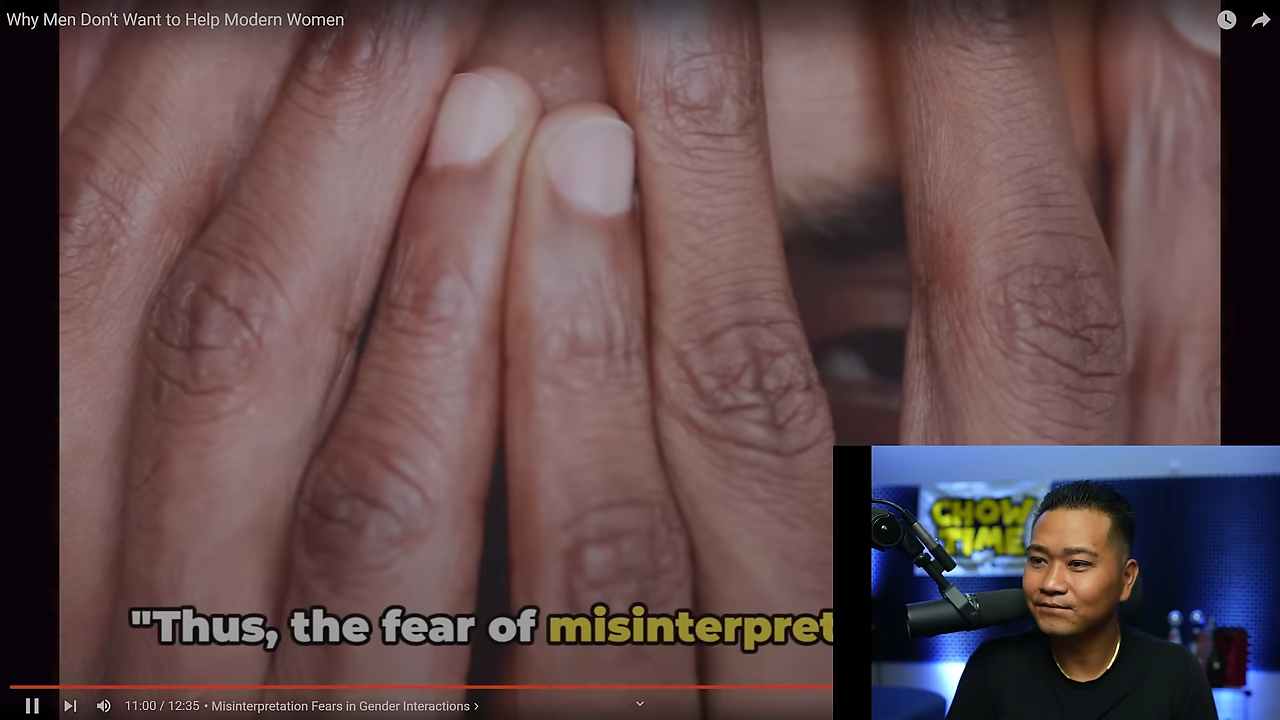 Why Men Don't Want to Help Modern Women
CHOW
TIME
"Thus, the fear of misinterpret
11:00 / 12:35 • Misinterpretation Fears in Gender Interactions ›